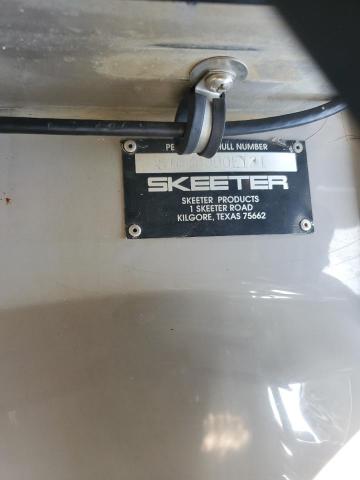 HULL NUMBER
SKEETER
SKEETER PRODUCTS
1 SKEETER ROAD
KILGORE, TEXAS 75662